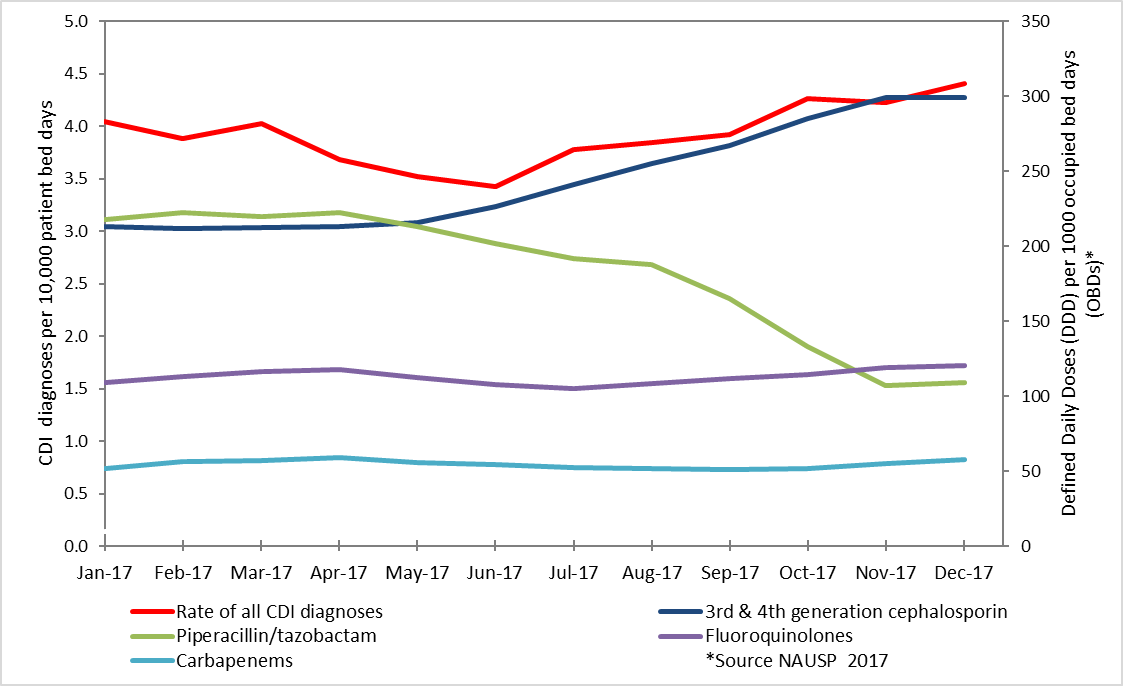 CDI diagnoses per 10,000 patient bed days
5.0
4.5
4.0
3.5
3.0
2.5
2.0
1.5
1.0
0.5
0.0
350
300
250
200
150
100
50
0
Defined Daily Doses (DDD) per 1000 occupied bed days
(OBDs)*
Jan-17 Feb-17 Mar-17 Apr-17 May-17 Jun-17 Jul-17 Aug-17 Sep-17 Oct-17 Nov-17 Dec-17
Rate of all CDI diagnoses 3rd & 4th generation cephalosporin
Piperacillin/tazobactam Fluoroquinolones
Carbapenems *Source NAUSP 2017